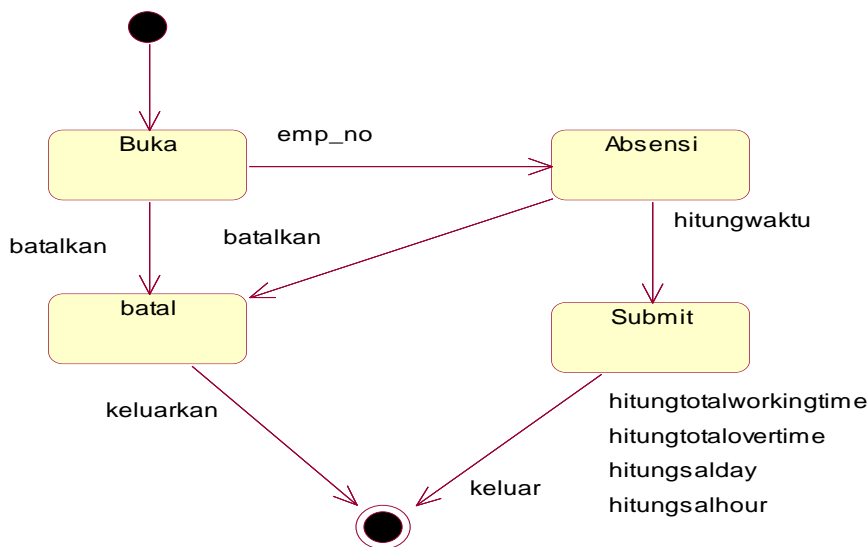 Buka
emp_no
Absensi
batalkan
batalkan
hitungwaktu
batal
Submit
keluarkan
keluar
hitungtotalworkingtime
hitungtotalovertime
hitungsalday
hitungsalhour